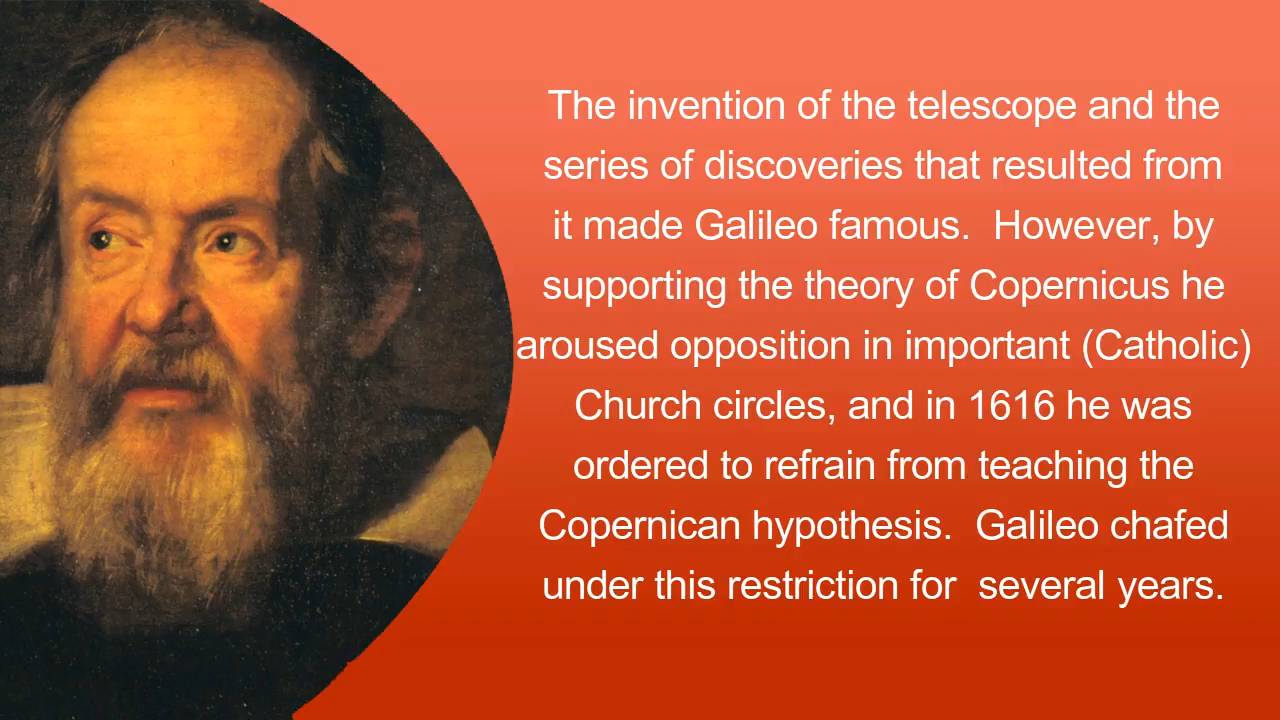 The invention of the telescope and the
series of discoveries that resulted from
it made Galileo famous.  However, by
supporting the theory of Copernicus he
aroused opposition in important (Catholic)
Church circles, and in 1616 he was
ordered to refrain from teaching the
Copernican hypothesis.  Galileo chafed
under this restriction for  several years.